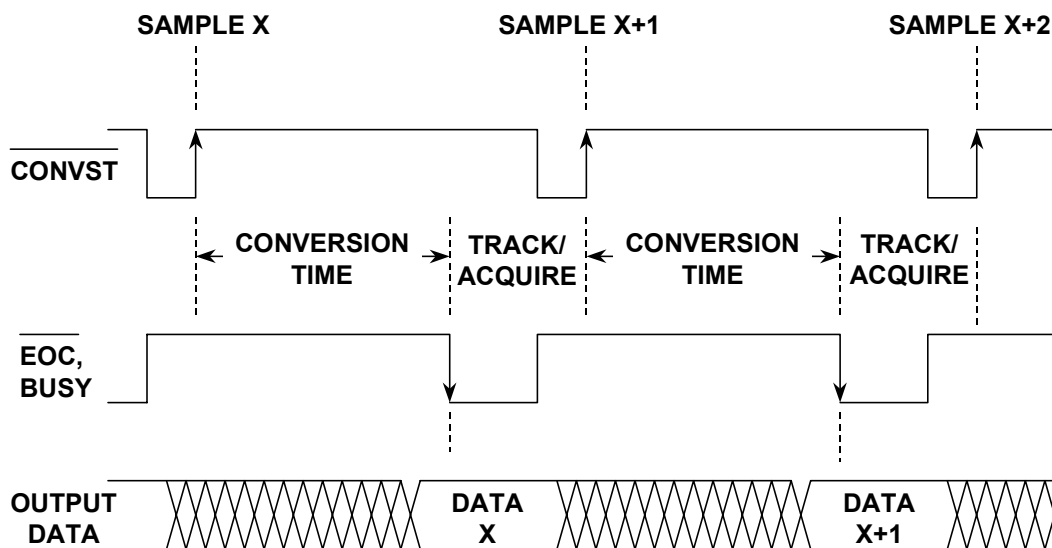 SAMPLE X
SAMPLE X+1
SAMPLE X+2
CONVST
CONVERSION
TIME
TRACK/
ACQUIRE
CONVERSION
TIME
TRACK/
ACQUIRE
EOC,
BUSY
OUTPUT
DATA
DATA
X
DATA
X+1